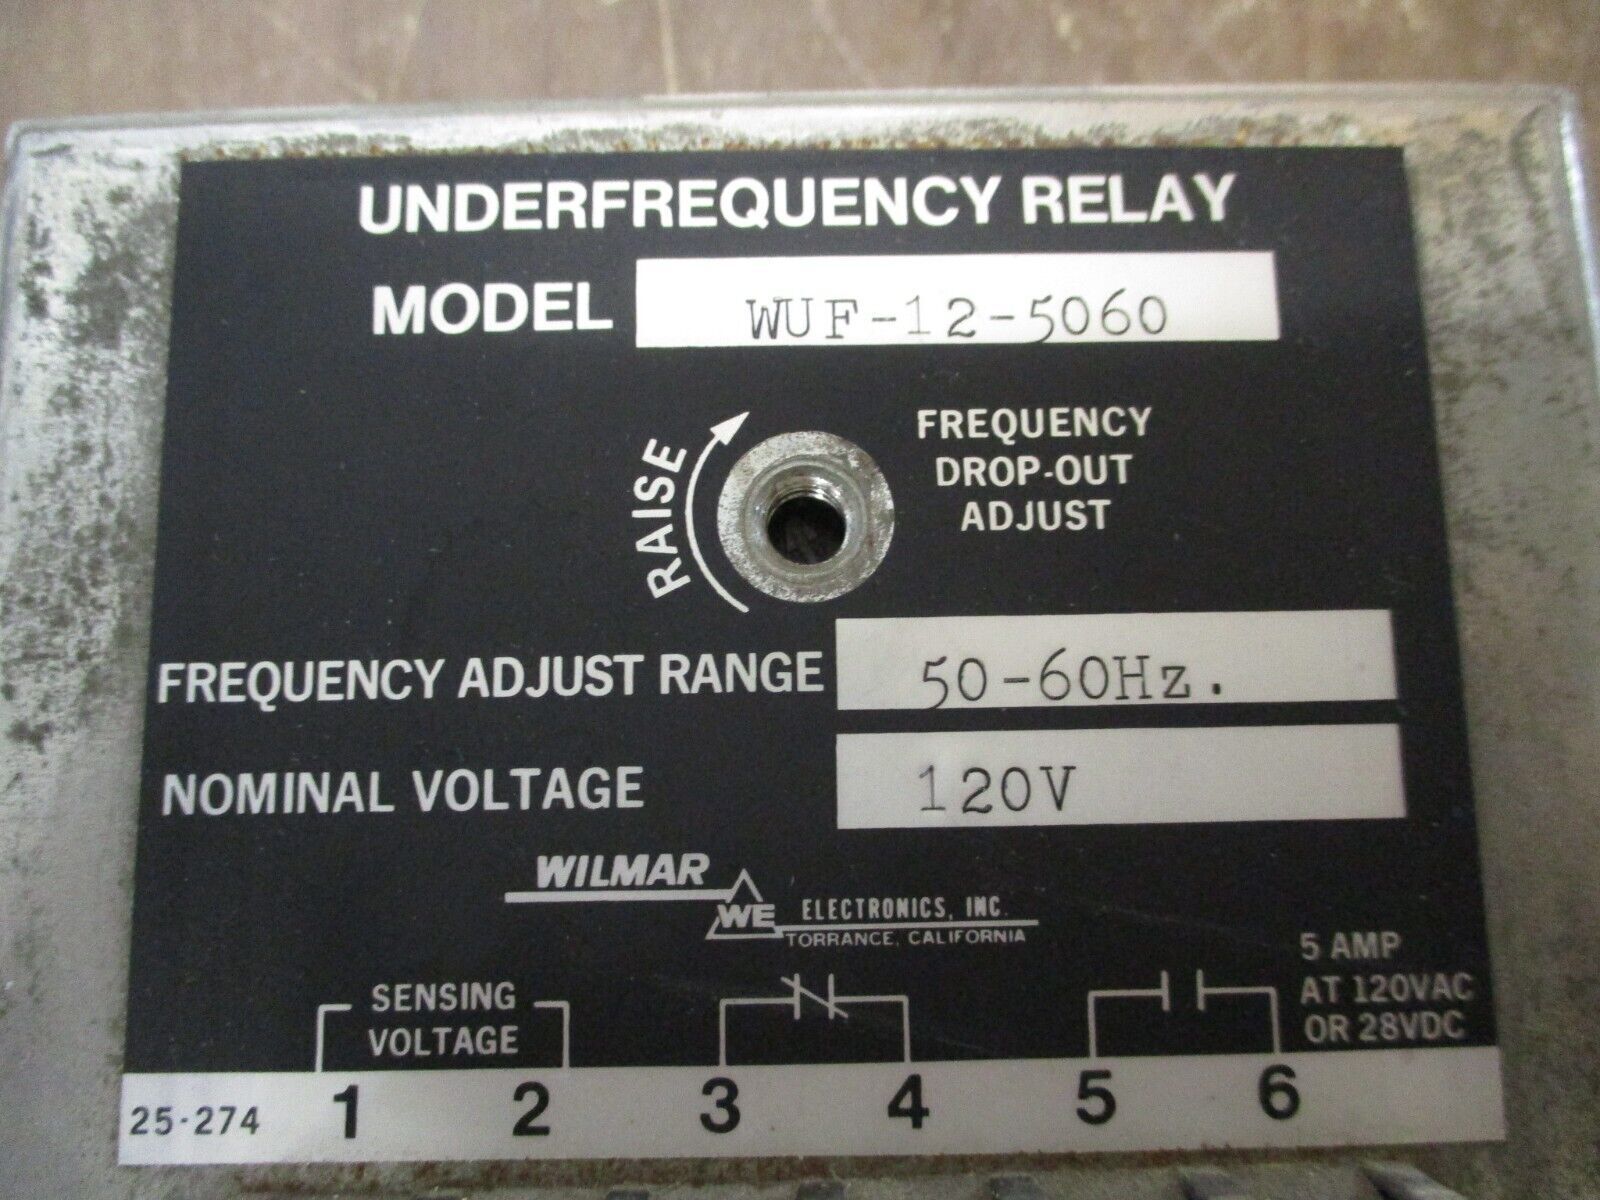 UNDERFREQUENCY RELAY
MODEL WUF-12-5060
RAISE
FREQUENCY
DROP-OUT
ADJUST
FREQUENCY ADJUST RANGE 50-60Hz.
NOMINAL VOLTAGE 120V
WILMAR
WE ELECTRONICS, INC.
TORRANCE, CALIFORNIA
SENSING
VOLTAGE
5 AMP
AT 120VAC
OR 28VDC
25-274 1 2 3 4 5 6